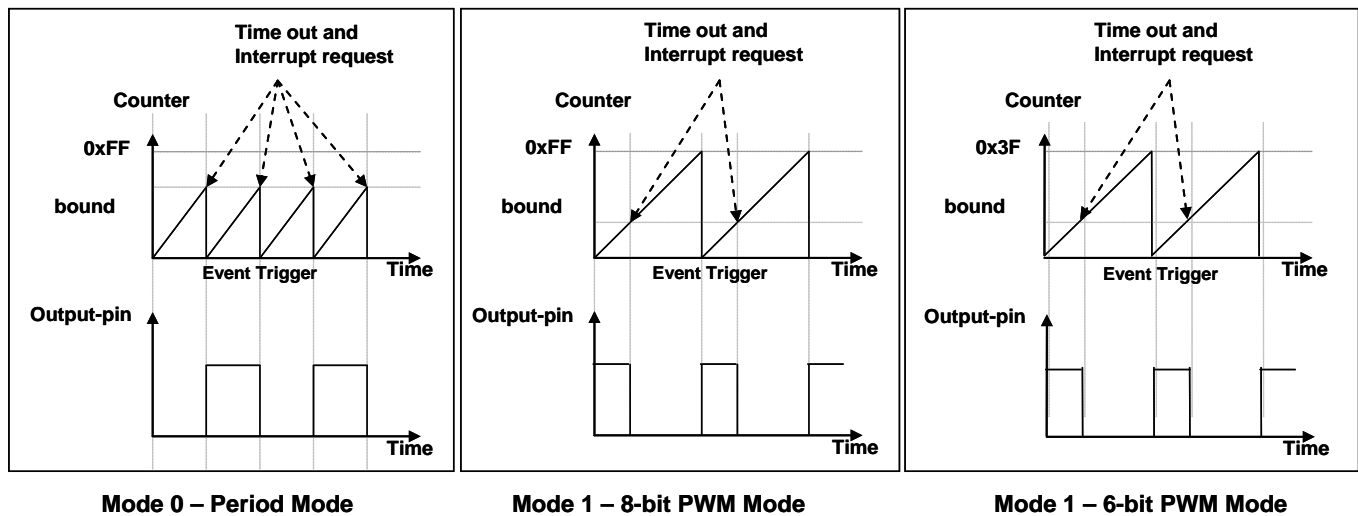 Time out and
Interrupt request
Counter
0xFF
bound
Event Trigger
Time
Output-pin
Time
Mode 0 – Period Mode
Time out and
Interrupt request
Counter
0xFF
bound
Event Trigger
Time
Output-pin
Time
Mode 1 – 8-bit PWM Mode
Time out and
Interrupt request
Counter
0x3F
bound
Event Trigger
Time
Output-pin
Time
Mode 1 – 6-bit PWM Mode